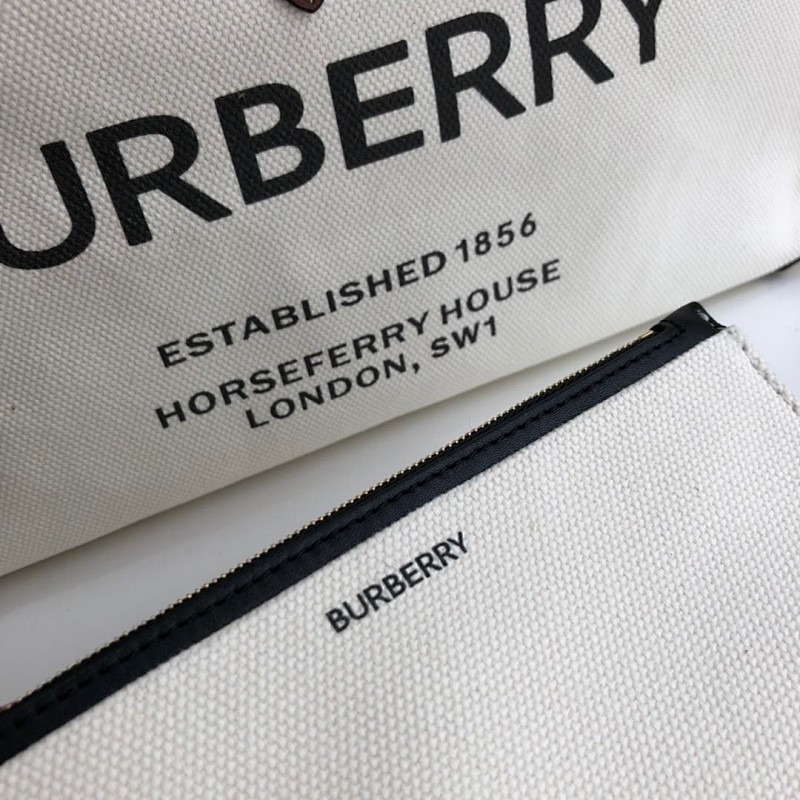 URBERRY
ESTABLISHED 1856
HORSEFERRY HOUSE
LONDON, SW1
BURBERRY